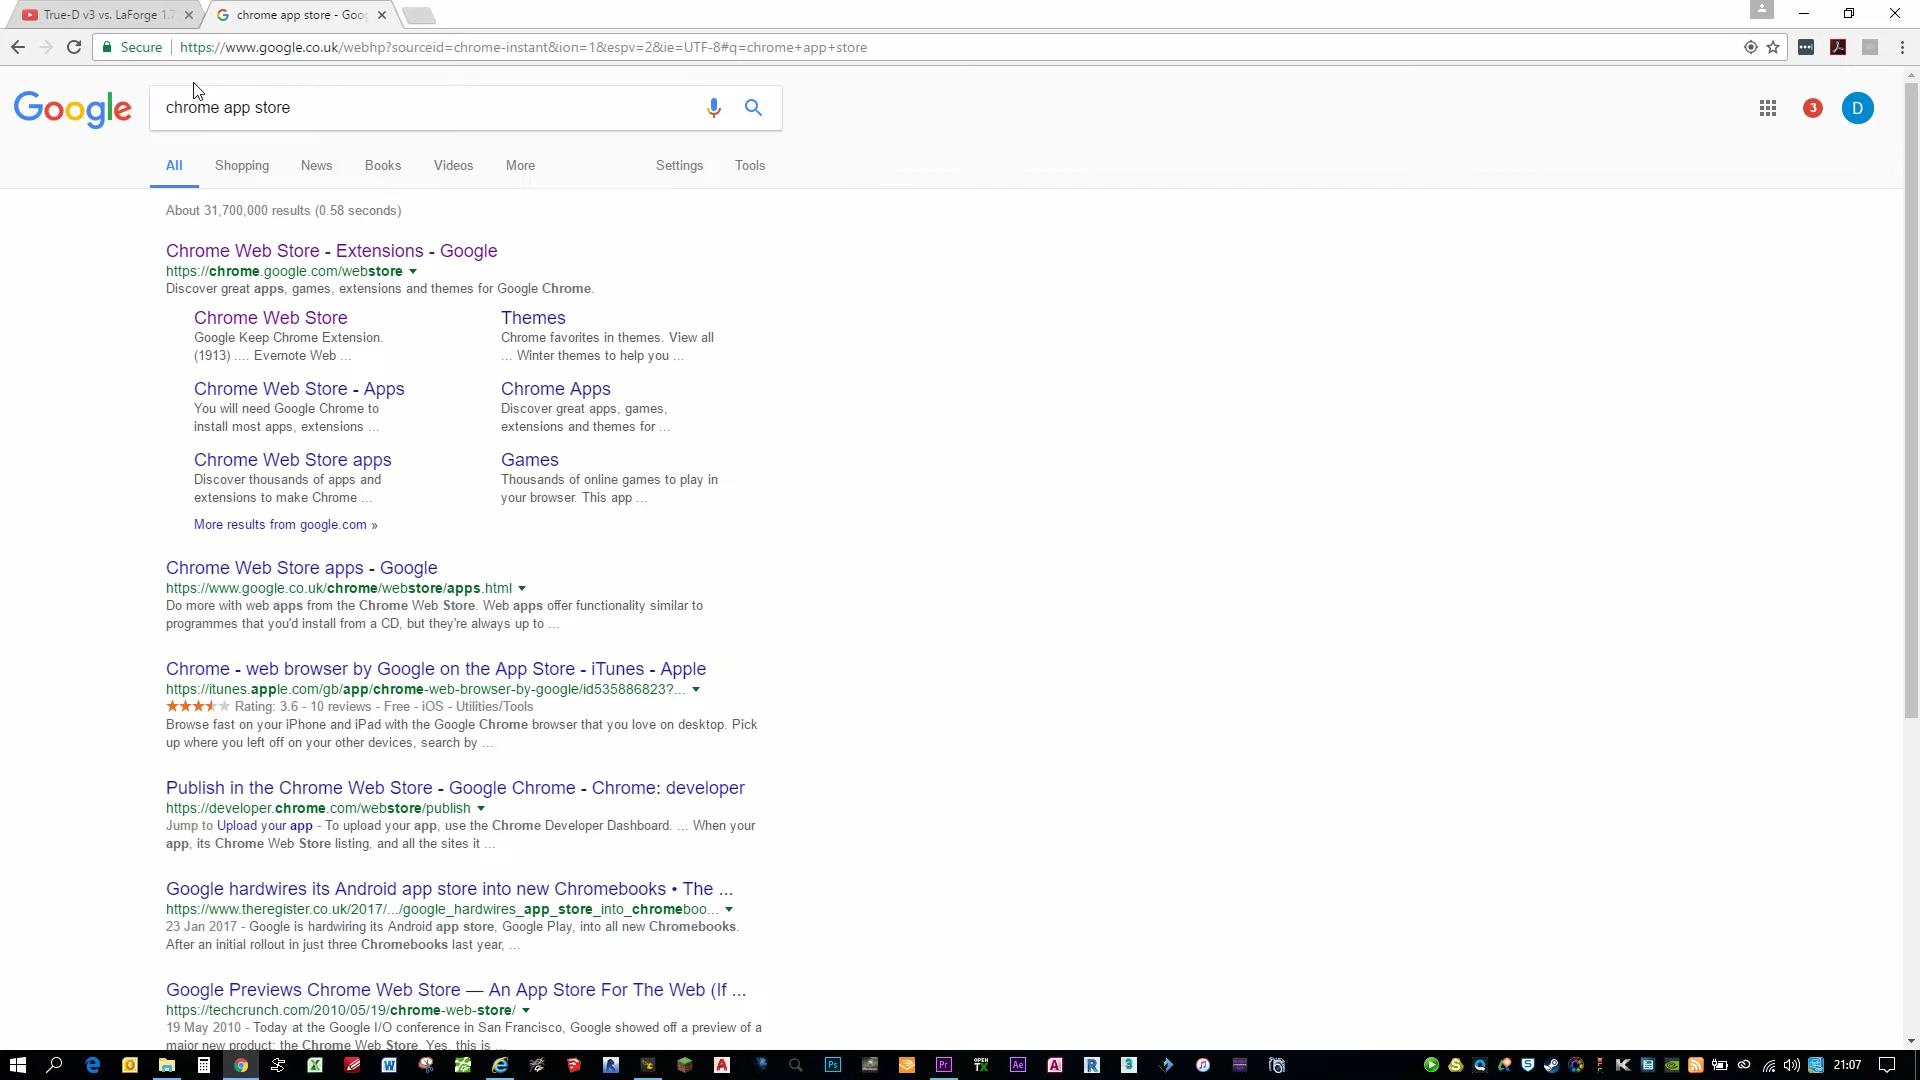 True-D v3 vs. LaForge 1.7
chrome app store - Goog
Secure https://www.google.co.uk/webhp?sourceid=chrome-instant&ion=1&espv=2&ie=UTF-8#q=chrome+app+store
Google
chrome app store
3
D
All Shopping News Books Videos More Settings Tools
About 31,700,000 results (0.58 seconds)
Chrome Web Store - Extensions - Google
https://chrome.google.com/webstore
Discover great apps, games, extensions and themes for Google Chrome.
Chrome Web Store
Google Keep Chrome Extension.
(1913) .... Evernote Web ...
Themes
Chrome favorites in themes. View all
... Winter themes to help you ...
Chrome Web Store - Apps
You will need Google Chrome to
install most apps, extensions ...
Chrome Apps
Discover great apps, games,
extensions and themes for ...
Chrome Web Store apps
Discover thousands of apps and
extensions to make Chrome ...
Games
Thousands of online games to play in
your browser. This app ...
More results from google.com »
Chrome Web Store apps - Google
https://www.google.co.uk/chrome/webstore/apps.html
Do more with web apps from the Chrome Web Store. Web apps offer functionality similar to
programmes that you'd install from a CD, but they're always up to ...
Chrome - web browser by Google on the App Store - iTunes - Apple
https://itunes.apple.com/gb/app/chrome-web-browser-by-google/id535886823?...
Rating: 3.6 - 10 reviews - Free - iOS - Utilities/Tools
Browse fast on your iPhone and iPad with the Google Chrome browser that you love on desktop. Pick
up where you left off on your other devices, search by ...
Publish in the Chrome Web Store - Google Chrome - Chrome: developer
https://developer.chrome.com/webstore/publish
Jump to Upload your app - To upload your app, use the Chrome Developer Dashboard. ... When your
app, its Chrome Web Store listing, and all the sites it ...
Google hardwires its Android app store into new Chromebooks • The ...
https://www.theregister.co.uk/2017/.../google_hardwires_app_store_into_chromeboo...
23 Jan 2017 - Google is hardwiring its Android app store, Google Play, into all new Chromebooks.
After an initial rollout in just three Chromebooks last year, ...
Google Previews Chrome Web Store — An App Store For The Web (If ...
https://techcrunch.com/2010/05/19/chrome-web-store/
19 May 2010 - Today at the Google I/O conference in San Francisco, Google showed off a preview of a
major new product: the Chrome Web Store. Yes, this is ...
21:07